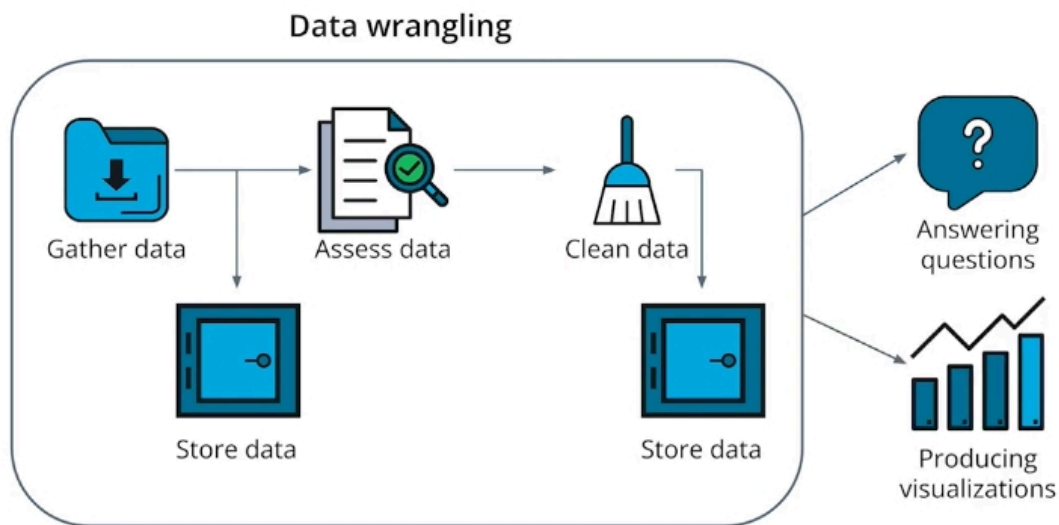 Data wrangling
Gather data
Assess data
Clean data
Store data
Store data
?
Answering
questions
Producing
visualizations